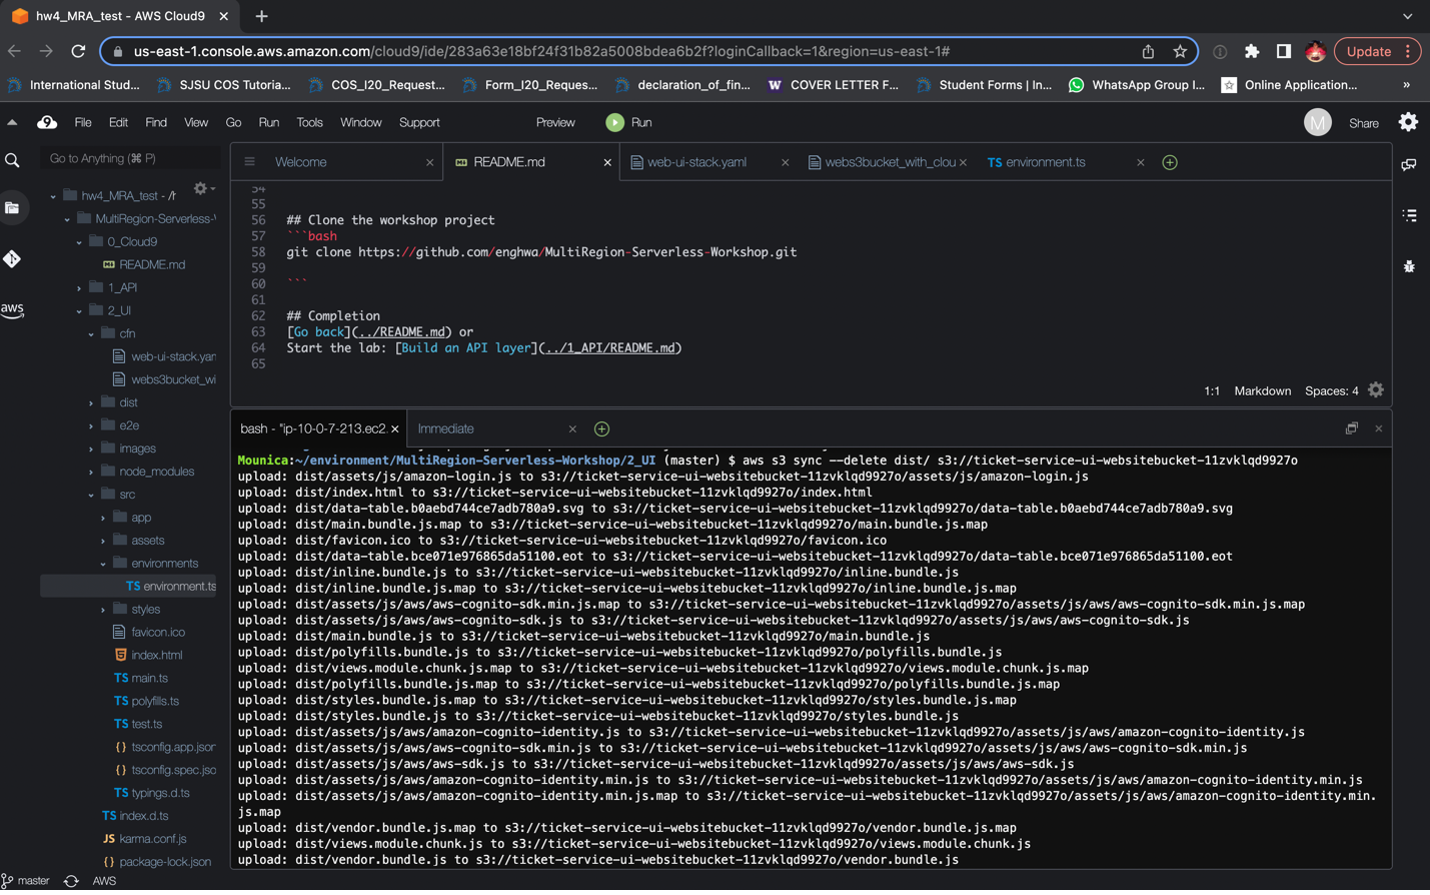 hw4_MRA_test - AWS Cloud9
us-east-1.console.aws.amazon.com/cloud9/ide/283a63e18bf24f31b82a5008bdea6b2f?loginCallback=1&region=us-east-1#
Update
International Stud...
SJSU COS Tutoria...
COS_I20_Request...
Form_I20_Reques...
declaration_of_fin...
W COVER LETTER F...
Student Forms | In...
WhatsApp Group I...
Online Application...
»
9 File Edit Find View Go Run Tools Window Support Preview Run
M Share
Go to Anything (⌘ P)
Welcome
README.md
web-ui-stack.yaml
webs3bucket_with_clou
TS environment.ts
hw4_MRA_test - /h
MultiRegion-Serverless-W
0_Cloud9
README.md
1_API
2_UI
cfn
web-ui-stack.yan
webs3bucket_wi
dist
e2e
images
node_modules
src
app
assets
environments
TS environment.ts
styles
favicon.ico
index.html
TS main.ts
TS polyfills.ts
TS test.ts
{} tsconfig.app.json
{} tsconfig.spec.jso
TS typings.d.ts
TS index.d.ts
JS karma.conf.js
{} package-lock.json
aws
54
55
56 ## Clone the workshop project
57 ```bash
58 git clone https://github.com/enghwa/MultiRegion-Serverless-Workshop.git
59
60 ```
61
62 ## Completion
63 [Go back](../README.md) or
64 Start the lab: [Build an API layer](../1_API/README.md)
65
1:1 Markdown Spaces: 4
bash - "ip-10-0-7-213.ec2.
Immediate
Mounica:~/environment/MultiRegion-Serverless-Workshop/2_UI (master) $ aws s3 sync --delete dist/ s3://ticket-service-ui-websitebucket-11zvklqd9927o
upload: dist/assets/js/amazon-login.js to s3://ticket-service-ui-websitebucket-11zvklqd9927o/assets/js/amazon-login.js
upload: dist/index.html to s3://ticket-service-ui-websitebucket-11zvklqd9927o/index.html
upload: dist/data-table.b0aebd744ce7adb780a9.svg to s3://ticket-service-ui-websitebucket-11zvklqd9927o/data-table.b0aebd744ce7adb780a9.svg
upload: dist/main.bundle.js.map to s3://ticket-service-ui-websitebucket-11zvklqd9927o/main.bundle.js.map
upload: dist/favicon.ico to s3://ticket-service-ui-websitebucket-11zvklqd9927o/favicon.ico
upload: dist/data-table.bce071e976865da51100.eot to s3://ticket-service-ui-websitebucket-11zvklqd9927o/data-table.bce071e976865da51100.eot
upload: dist/inline.bundle.js to s3://ticket-service-ui-websitebucket-11zvklqd9927o/inline.bundle.js
upload: dist/inline.bundle.js.map to s3://ticket-service-ui-websitebucket-11zvklqd9927o/inline.bundle.js.map
upload: dist/assets/js/aws/aws-cognito-sdk.min.js.map to s3://ticket-service-ui-websitebucket-11zvklqd9927o/assets/js/aws/aws-cognito-sdk.min.js.map
upload: dist/assets/js/aws/aws-cognito-sdk.js to s3://ticket-service-ui-websitebucket-11zvklqd9927o/assets/js/aws/aws-cognito-sdk.js
upload: dist/main.bundle.js to s3://ticket-service-ui-websitebucket-11zvklqd9927o/main.bundle.js
upload: dist/polyfills.bundle.js to s3://ticket-service-ui-websitebucket-11zvklqd9927o/polyfills.bundle.js
upload: dist/views.module.chunk.js.map to s3://ticket-service-ui-websitebucket-11zvklqd9927o/views.module.chunk.js.map
upload: dist/polyfills.bundle.js.map to s3://ticket-service-ui-websitebucket-11zvklqd9927o/polyfills.bundle.js.map
upload: dist/styles.bundle.js.map to s3://ticket-service-ui-websitebucket-11zvklqd9927o/styles.bundle.js.map
upload: dist/styles.bundle.js to s3://ticket-service-ui-websitebucket-11zvklqd9927o/styles.bundle.js
upload: dist/assets/js/aws/amazon-cognito-identity.js to s3://ticket-service-ui-websitebucket-11zvklqd9927o/assets/js/aws/amazon-cognito-identity.js
upload: dist/assets/js/aws/aws-cognito-sdk.min.js to s3://ticket-service-ui-websitebucket-11zvklqd9927o/assets/js/aws/aws-cognito-sdk.min.js
upload: dist/assets/js/aws/aws-sdk.js to s3://ticket-service-ui-websitebucket-11zvklqd9927o/assets/js/aws/aws-sdk.js
upload: dist/assets/js/aws/amazon-cognito-identity.min.js to s3://ticket-service-ui-websitebucket-11zvklqd9927o/assets/js/aws/amazon-cognito-identity.min.js
upload: dist/assets/js/aws/amazon-cognito-identity.min.js.map to s3://ticket-service-ui-websitebucket-11zvklqd9927o/assets/js/aws/amazon-cognito-identity.min.
js.map
upload: dist/vendor.bundle.js.map to s3://ticket-service-ui-websitebucket-11zvklqd9927o/vendor.bundle.js.map
upload: dist/views.module.chunk.js to s3://ticket-service-ui-websitebucket-11zvklqd9927o/views.module.chunk.js
upload: dist/vendor.bundle.js to s3://ticket-service-ui-websitebucket-11zvklqd9927o/vendor.bundle.js
master AWS